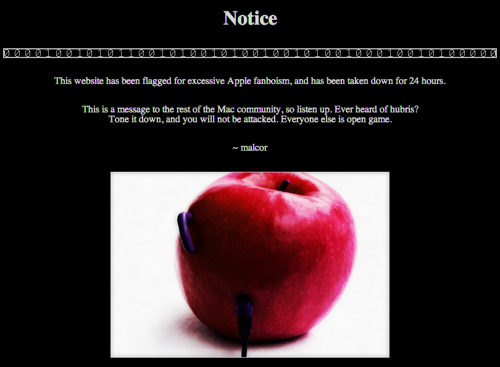 Notice
This website has been flagged for excessive Apple fanboism, and has been taken down for 24 hours.
This is a message to the rest of the Mac community, so listen up. Ever heard of hubris?
Tone it down, and you will not be attacked. Everyone else is open game.
~ malcor